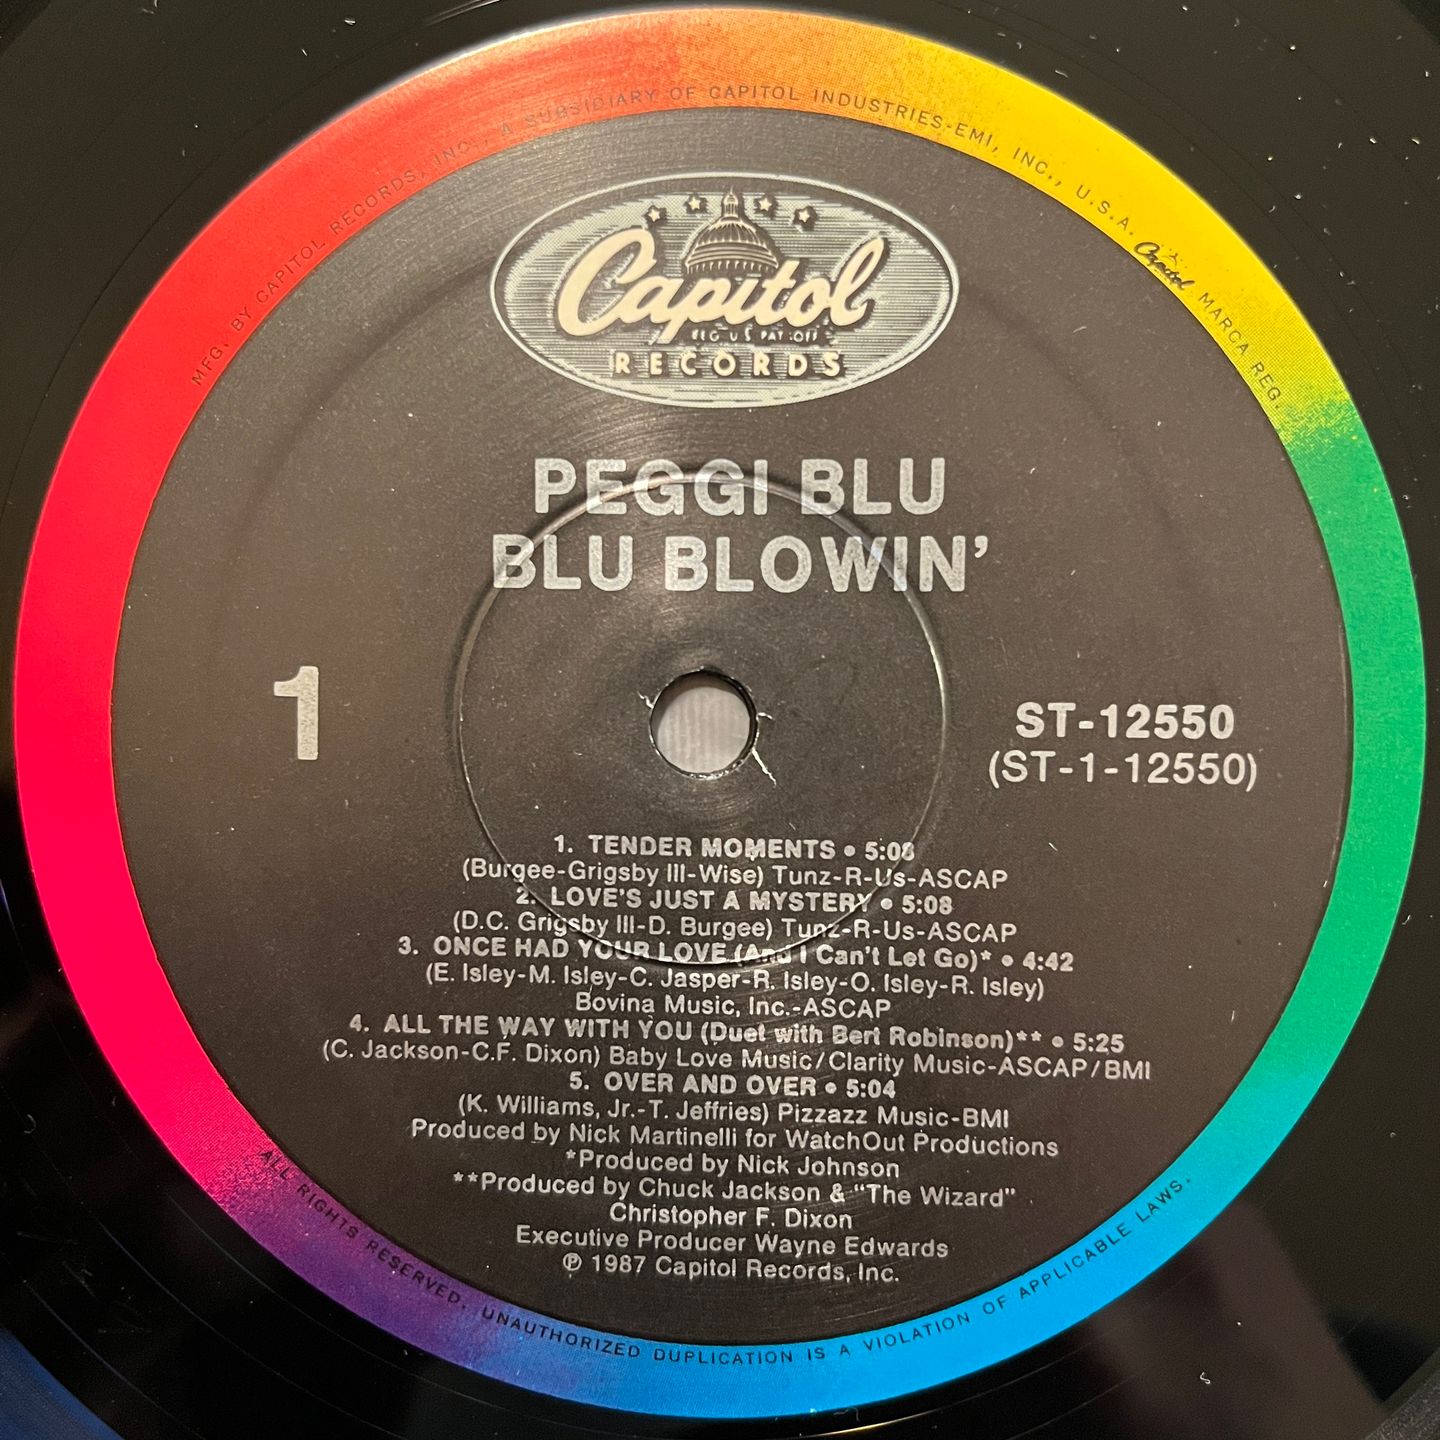 MFG. BY CAPITOL RECORDS, INC., A SUBSIDIARY OF CAPITOL INDUSTRIES-EMI, INC., U.S.A. Capitol MARCA REG.
Capitol
REG U S PAT OFF
RECORDS
PEGGI BLU
BLU BLOWIN'
1
ST-12550
(ST-1-12550)
1. TENDER MOMENTS • 5:08
(Burgee-Grigsby III-Wise) Tunz-R-Us-ASCAP
2. LOVE'S JUST A MYSTERY • 5:08
(D.C. Grigsby III-D. Burgee) Tunz-R-Us-ASCAP
3. ONCE HAD YOUR LOVE (And I Can't Let Go)* • 4:42
(E. Isley-M. Isley-C. Jasper-R. Isley-O. Isley-R. Isley)
Bovina Music, Inc.-ASCAP
4. ALL THE WAY WITH YOU (Duet with Bert Robinson)** • 5:25
(C. Jackson-C.F. Dixon) Baby Love Music/Clarity Music-ASCAP/BMI
5. OVER AND OVER • 5:04
(K. Williams, Jr.-T. Jeffries) Pizzazz Music-BMI
Produced by Nick Martinelli for WatchOut Productions
*Produced by Nick Johnson
**Produced by Chuck Jackson & "The Wizard"
Christopher F. Dixon
Executive Producer Wayne Edwards
℗ 1987 Capitol Records, Inc.
ALL RIGHTS RESERVED. UNAUTHORIZED DUPLICATION IS A VIOLATION OF APPLICABLE LAWS.